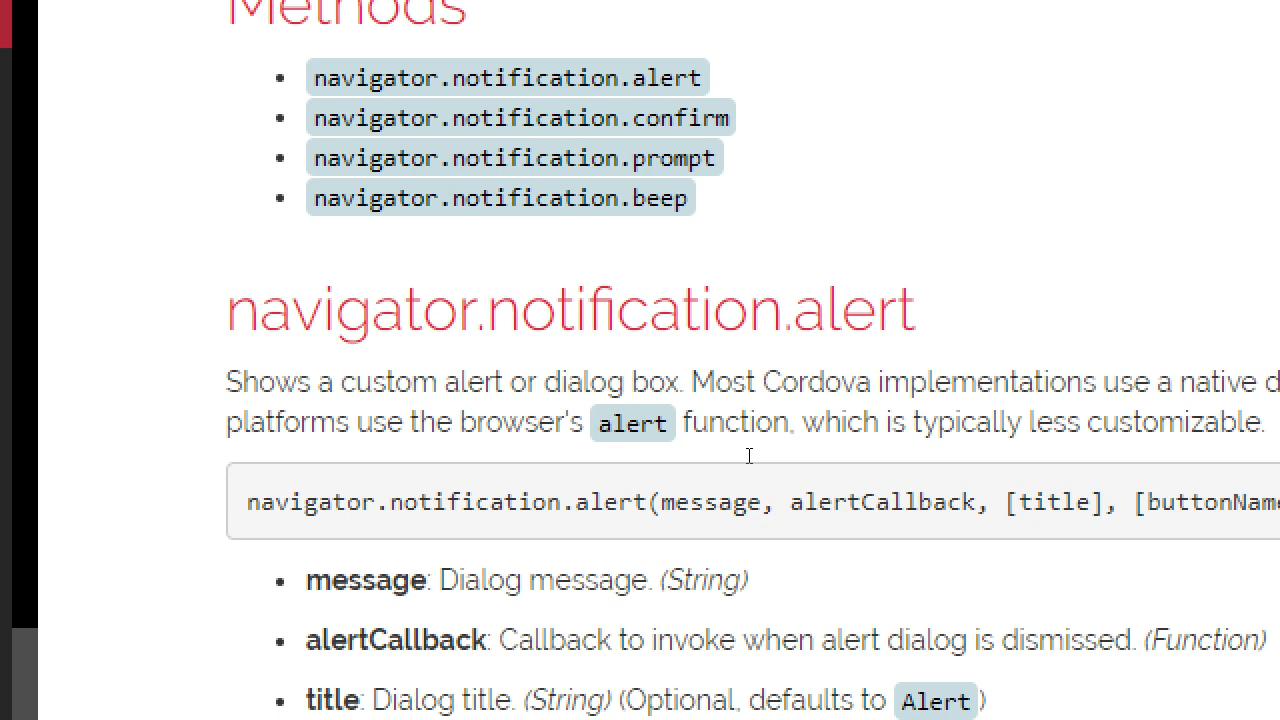 Methods
navigator.notification.alert
navigator.notification.confirm
navigator.notification.prompt
navigator.notification.beep
navigator.notification.alert
Shows a custom alert or dialog box. Most Cordova implementations use a native d
platforms use the browser's alert function, which is typically less customizable.
navigator.notification.alert(message, alertCallback, [title], [buttonName
message: Dialog message. (String)
alertCallback: Callback to invoke when alert dialog is dismissed. (Function)
title: Dialog title. (String) (Optional, defaults to Alert)